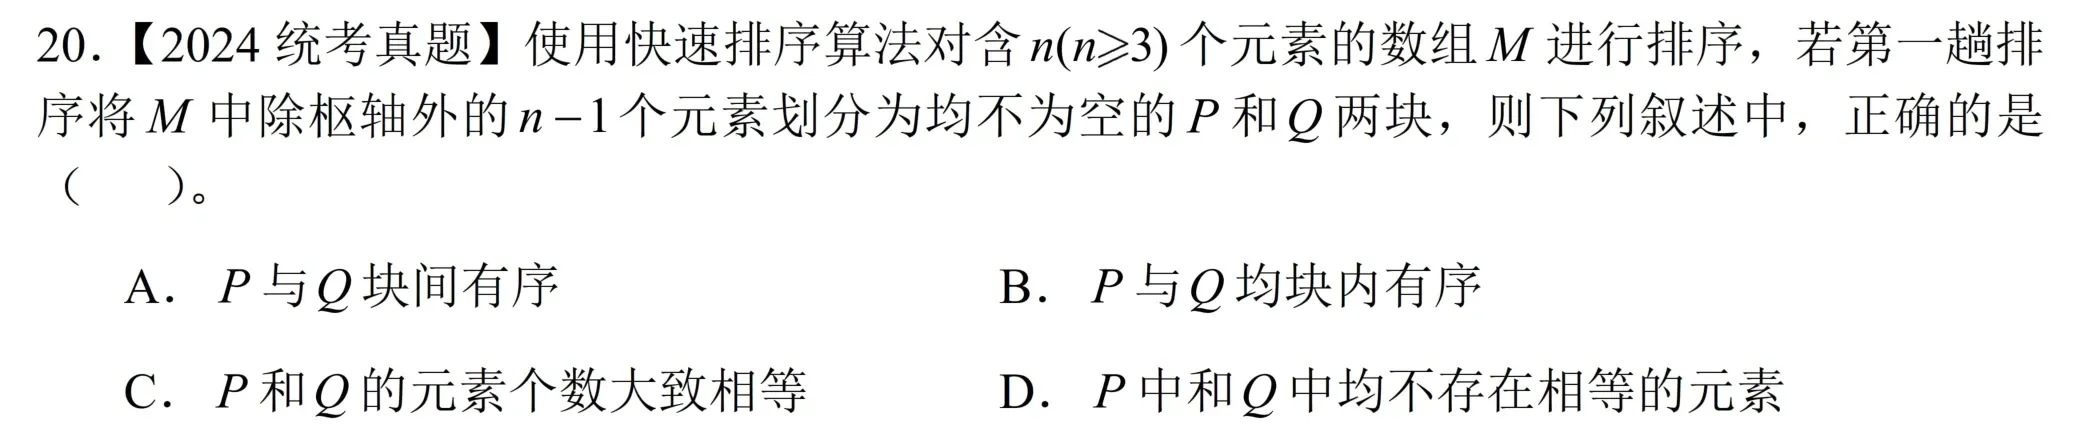 20.【2024 统考真题】使用快速排序算法对含 n(n⩾3) 个元素的数组 M 进行排序，若第一趟排
序将 M 中除枢轴外的 n－1 个元素划分为均不为空的 P 和 Q 两块，则下列叙述中，正确的是
（　　）。
A． P 与 Q 块间有序　　B． P 与 Q 均块内有序
C． P 和 Q 的元素个数大致相等　　D． P 中和 Q 中均不存在相等的元素